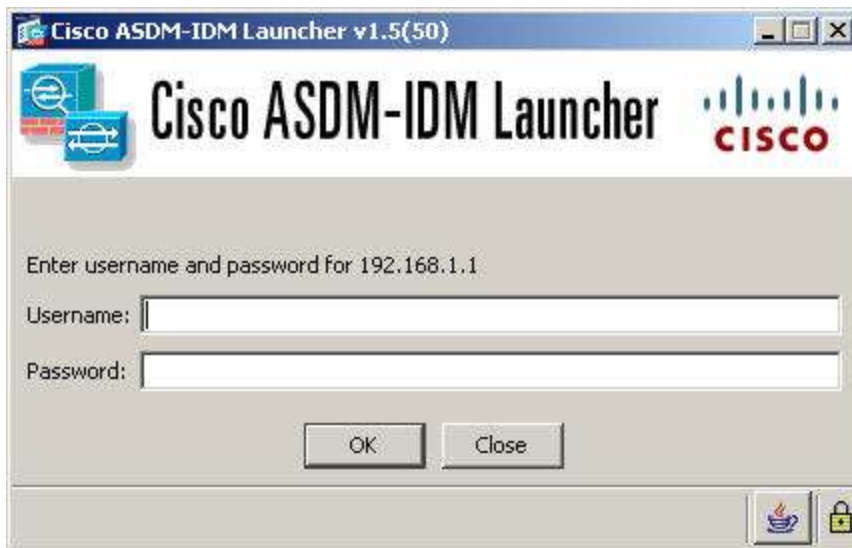 Cisco ASDM-IDM Launcher v1.5(50)
Cisco ASDM-IDM Launcher
CISCO
Enter username and password for 192.168.1.1
Username:
Password:
OK
Close